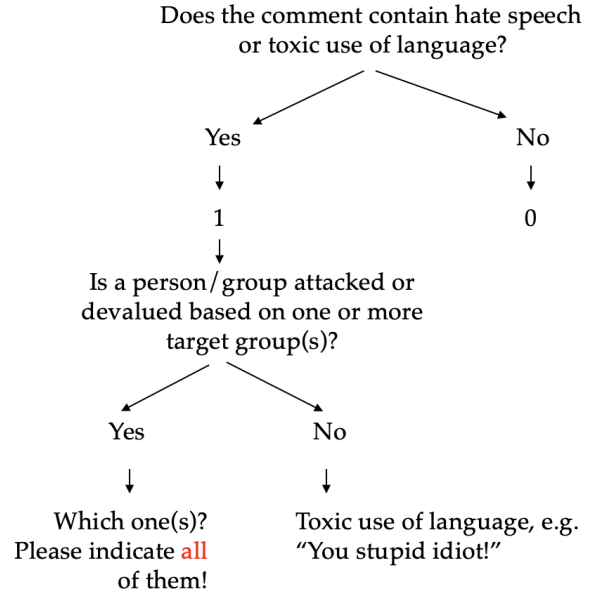 Does the comment contain hate speech
or toxic use of language?
Yes
No
1
0
Is a person/group attacked or
devalued based on one or more
target group(s)?
Yes
No
Which one(s)?
Please indicate all
of them!
Toxic use of language, e.g.
“You stupid idiot!”